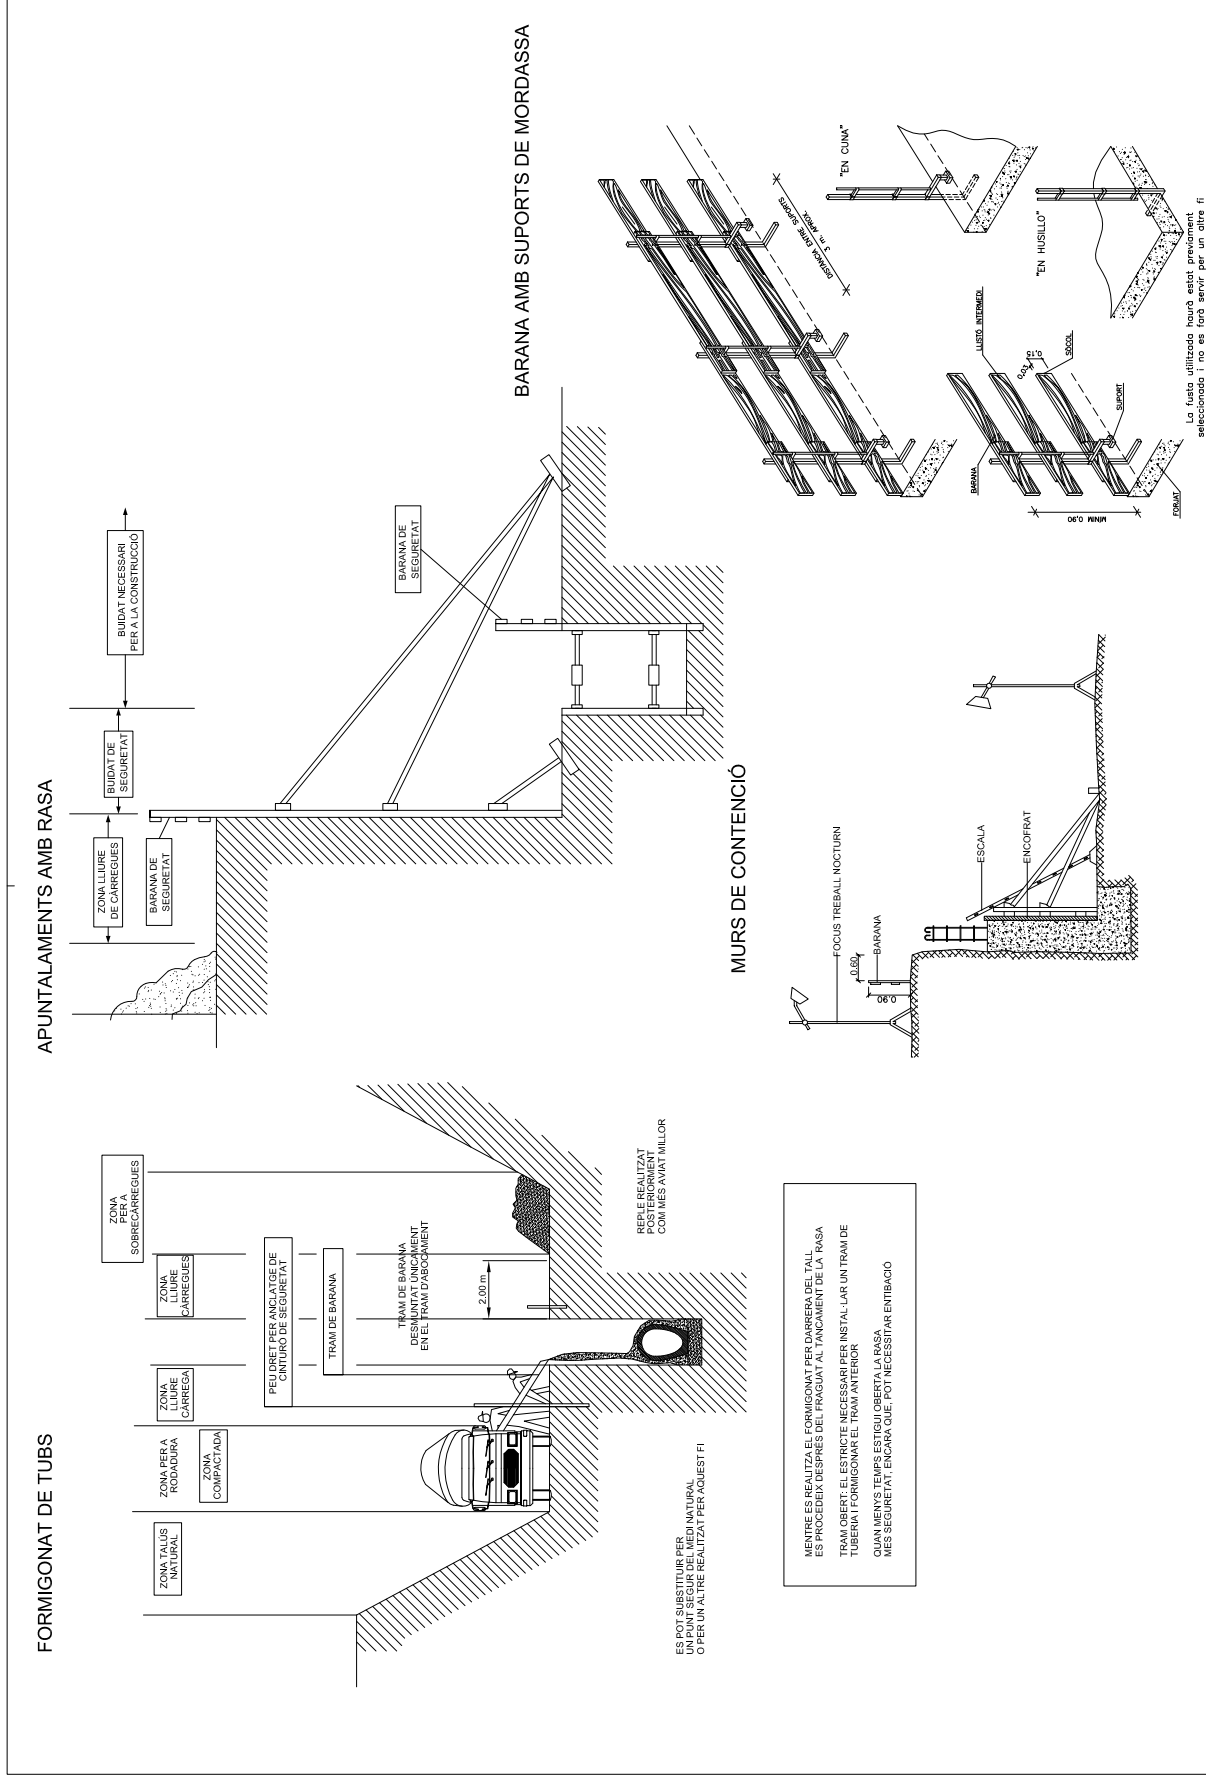 FORMIGONAT DE TUBS
ZONA TALÚS
NATURAL
ZONA PER A
RODADURA
ZONA
COMPACTADA
ZONA
LLIURE
CÀRREGA
ZONA
LLIURE
CÀRREGUES
ZONA
PER A
SOBRECÀRREGUES
PEU DRET PER ANCLATGE DE
CINTURÓ DE SEGURETAT
TRAM DE BARANA
TRAM DE BARANA
DESMUNTAT ÚNICAMENT
EN EL TRAM D'ABOCAMENT
2.00 m
REPLE REALITZAT
POSTERIORMENT
COM MÉS AVIAT MILLOR
ES POT SUBSTITUIR PER
UN PUNT SEGUR DEL MEDI NATURAL
O PER UN ALTRE REALITZAT PER AQUEST FI
MENTRE ES REALITZA EL FORMIGONAT PER DARRERA DEL TALL
ES PROCEDEIX DESPRÉS DEL FRAGUAT AL TANCAMENT DE LA RASA
TRAM OBERT: EL ESTRICTE NECESSARI PER INSTAL·LAR UN TRAM DE
TUBERIA I FORMIGONAR EL TRAM ANTERIOR
QUAN MENYS TEMPS ESTIGUI OBERTA LA RASA
MES SEGURETAT, ENCARA QUE, POT NECESSITAR ENTIBACIÓ
APUNTALAMENTS AMB RASA
ZONA LLIURE
DE CÀRREGUES
BARANA DE
SEGURETAT
BUIDAT DE
SEGURETAT
BUIDAT NECESSARI
PER A LA CONSTRUCCIÓ
BARANA DE
SEGURETAT
MURS DE CONTENCIÓ
FOCUS TREBALL NOCTURN
BARANA
0.60
0.90
ESCALA
ENCOFRAT
BARANA AMB SUPORTS DE MORDASSA
DISTÀNCIA ENTRE SUPORTS
3 m. APROX.
"EN CUNA"
"EN HUSILLO"
BARANA
LLISTÓ INTERMEDI
0,03
0,15
SÒCOL
SUPORT
FORJAT
MÍNIM 0,90
La fusta utilitzada haurà estat previament
seleccionada i no es farà servir per un altre fi